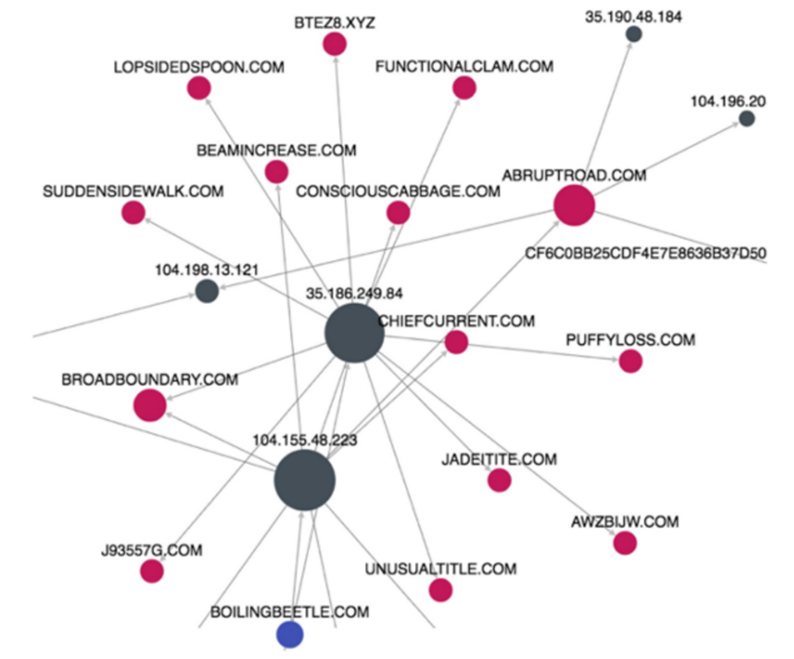 35.190.48.184
BTEZ8.XYZ
LOPSIDEDSPOON.COM
FUNCTIONALCLAM.COM
104.196.20
BEAMINCREASE.COM
ABRUPTROAD.COM
SUDDENSIDEWALK.COM
CONSCIOUSCABBAGE.COM
CF6C0BB25CDF4E7E8636B37D50
104.198.13.121
35.186.249.84
CHIEFCURRENT.COM
PUFFYLOSS.COM
BROADBOUNDARY.COM
104.155.48.223
JADEITITE.COM
AWZBIJW.COM
J93557G.COM
UNUSUALTITLE.COM
BOILINGBEETLE.COM